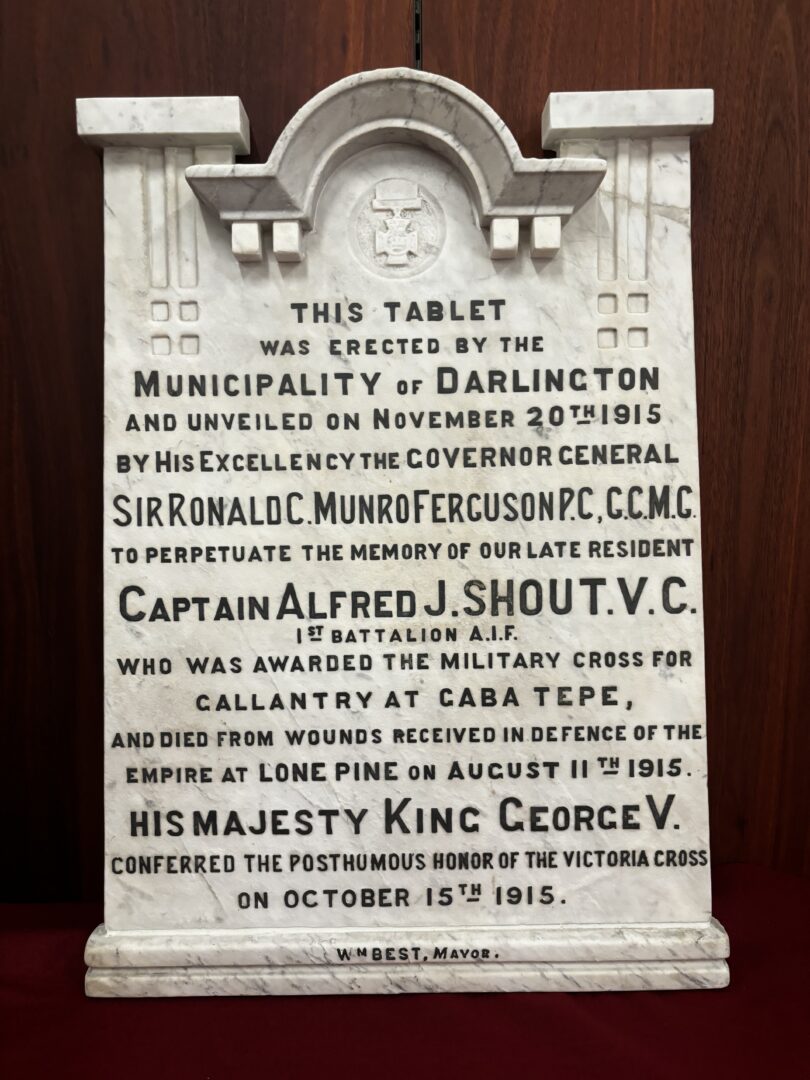 THIS TABLET
WAS ERECTED BY THE
MUNICIPALITY OF DARLINGTON
AND UNVEILED ON NOVEMBER 20TH 1915
BY HIS EXCELLENCY THE GOVERNOR GENERAL
SIR RONALD C. MUNRO FERGUSON P.C, G.C.M.G.
TO PERPETUATE THE MEMORY OF OUR LATE RESIDENT
CAPTAIN ALFRED J. SHOUT. V. C.
1ST BATTALION A.I.F.
WHO WAS AWARDED THE MILITARY CROSS FOR
GALLANTRY AT GABA TEPE,
AND DIED FROM WOUNDS RECEIVED IN DEFENCE OF THE
EMPIRE AT LONE PINE ON AUGUST 11TH 1915.
HIS MAJESTY KING GEORGE V.
CONFERRED THE POSTHUMOUS HONOR OF THE VICTORIA CROSS
ON OCTOBER 15TH 1915.
WM BEST, MAYOR.